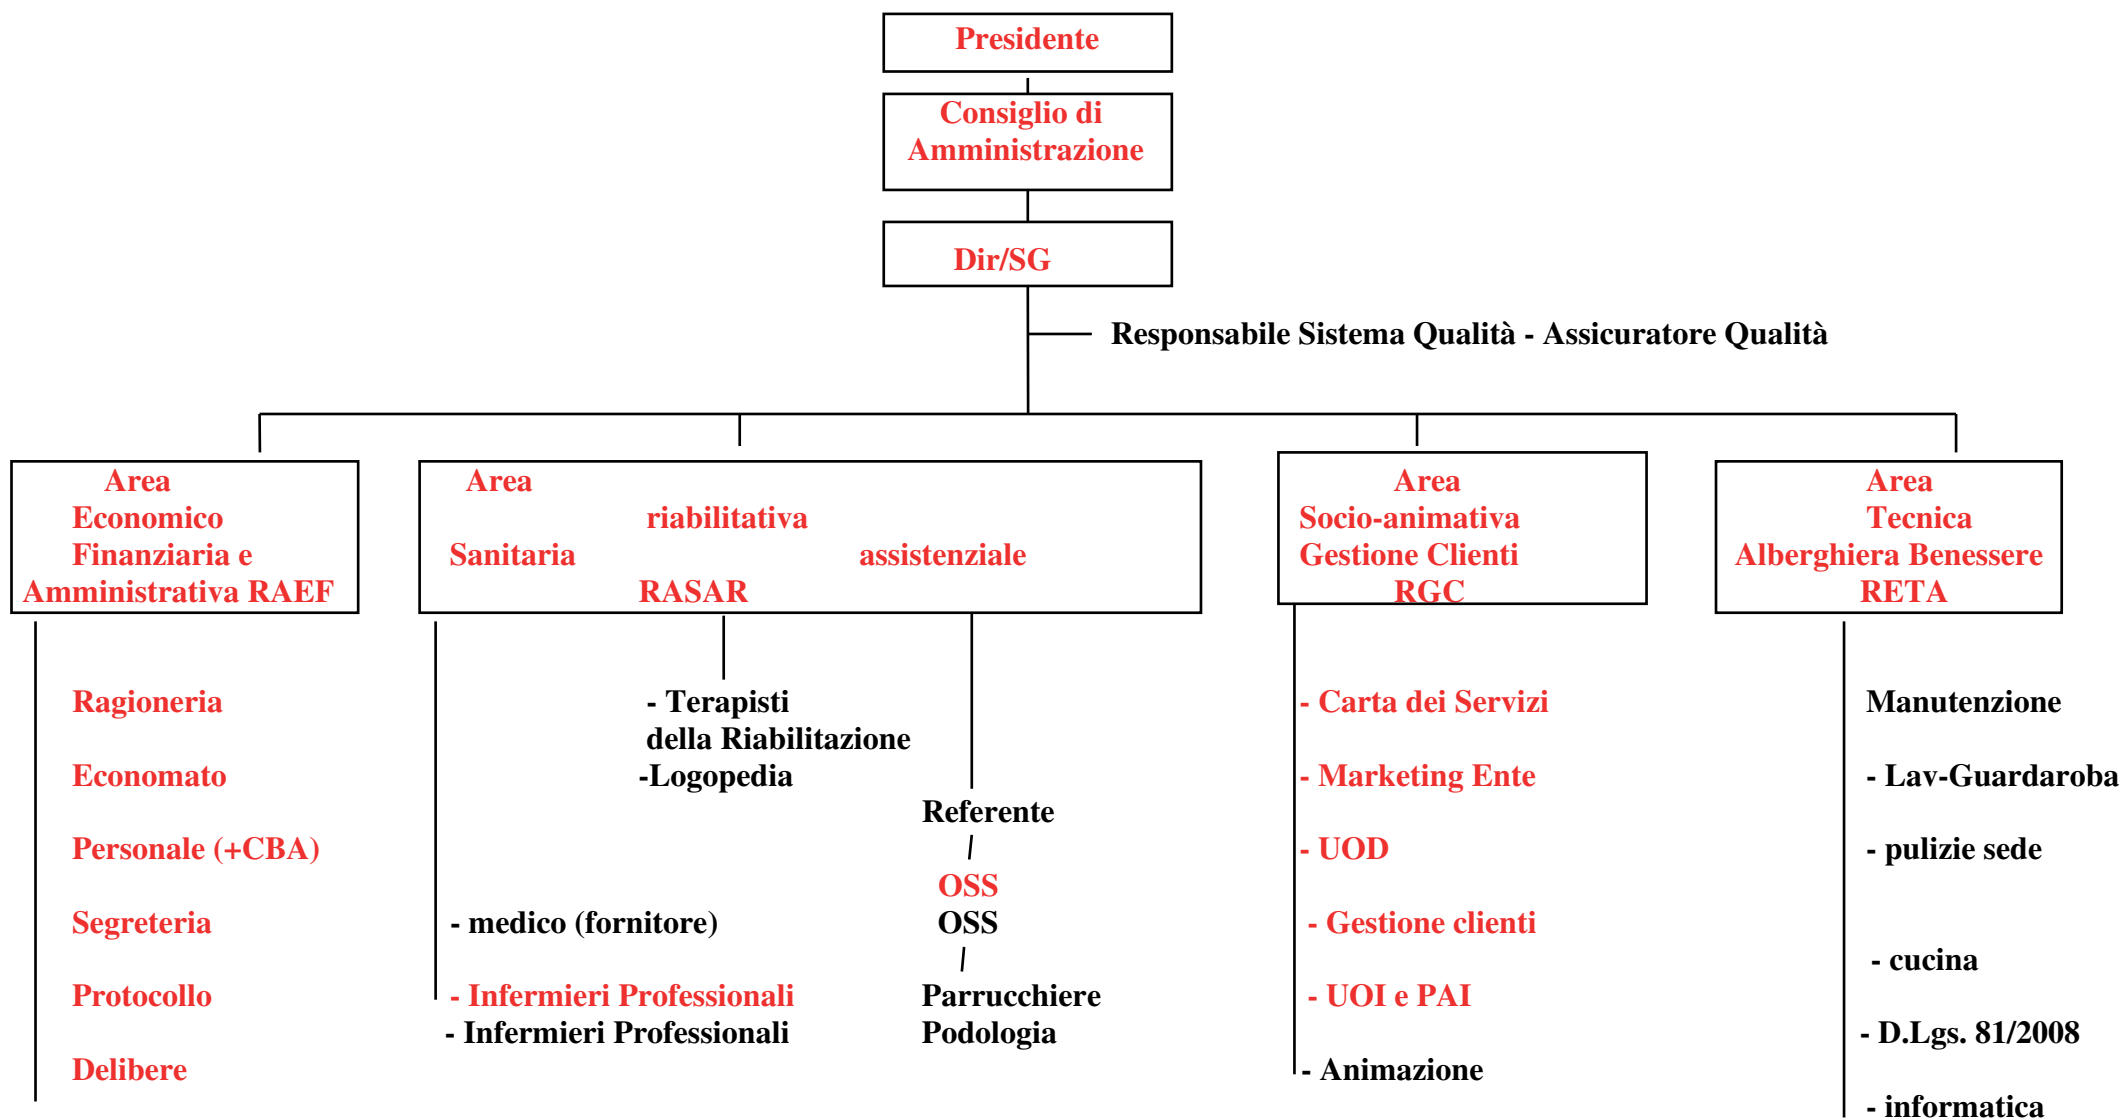 Presidente
Consiglio di
Amministrazione
Dir/SG
Responsabile Sistema Qualità - Assicuratore Qualità
Area
Economico
Finanziaria e
Amministrativa RAEF
Area
riabilitativa
Sanitaria assistenziale
RASAR
Area
Socio-animativa
Gestione Clienti
RGC
Area
Tecnica
Alberghiera Benessere
RETA
Ragioneria
Economato
Personale (+CBA)
Segreteria
Protocollo
Delibere
- medico (fornitore)
- Infermieri Professionali
- Infermieri Professionali
- Terapisti
della Riabilitazione
-Logopedia
Referente
OSS
OSS
Parrucchiere
Podologia
- Carta dei Servizi
- Marketing Ente
- UOD
- Gestione clienti
- UOI e PAI
- Animazione
Manutenzione
- Lav-Guardaroba
- pulizie sede
- cucina
- D.Lgs. 81/2008
- informatica